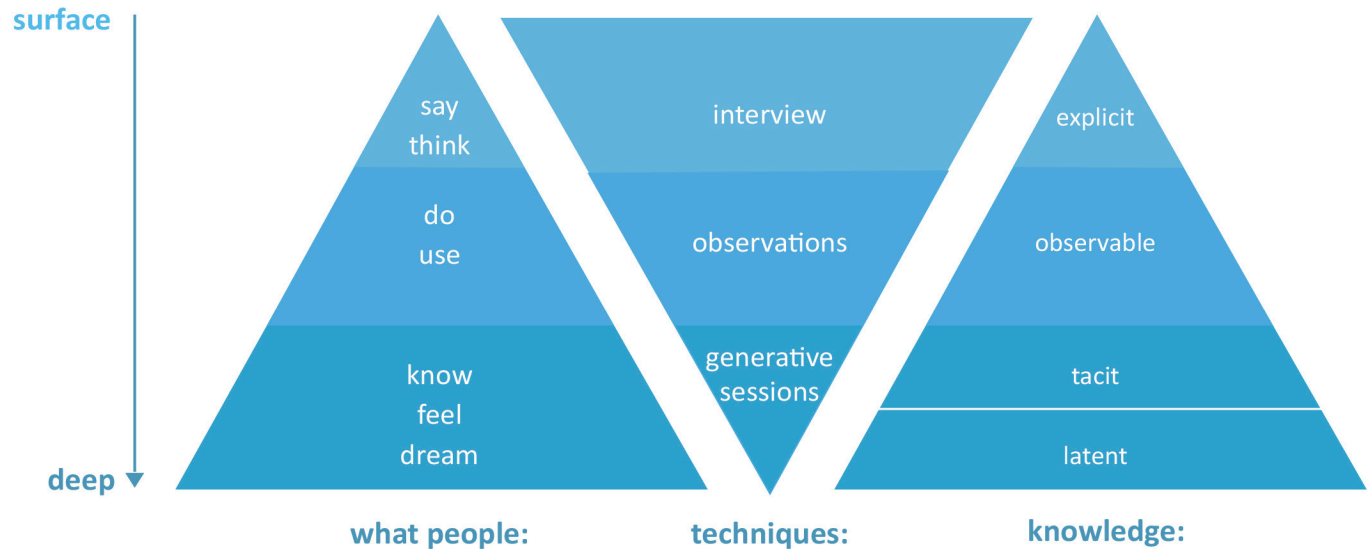 surface
say
think
interview
explicit
do
use
observations
observable
know
feel
dream
generative
sessions
tacit
latent
deep
what people:
techniques:
knowledge: